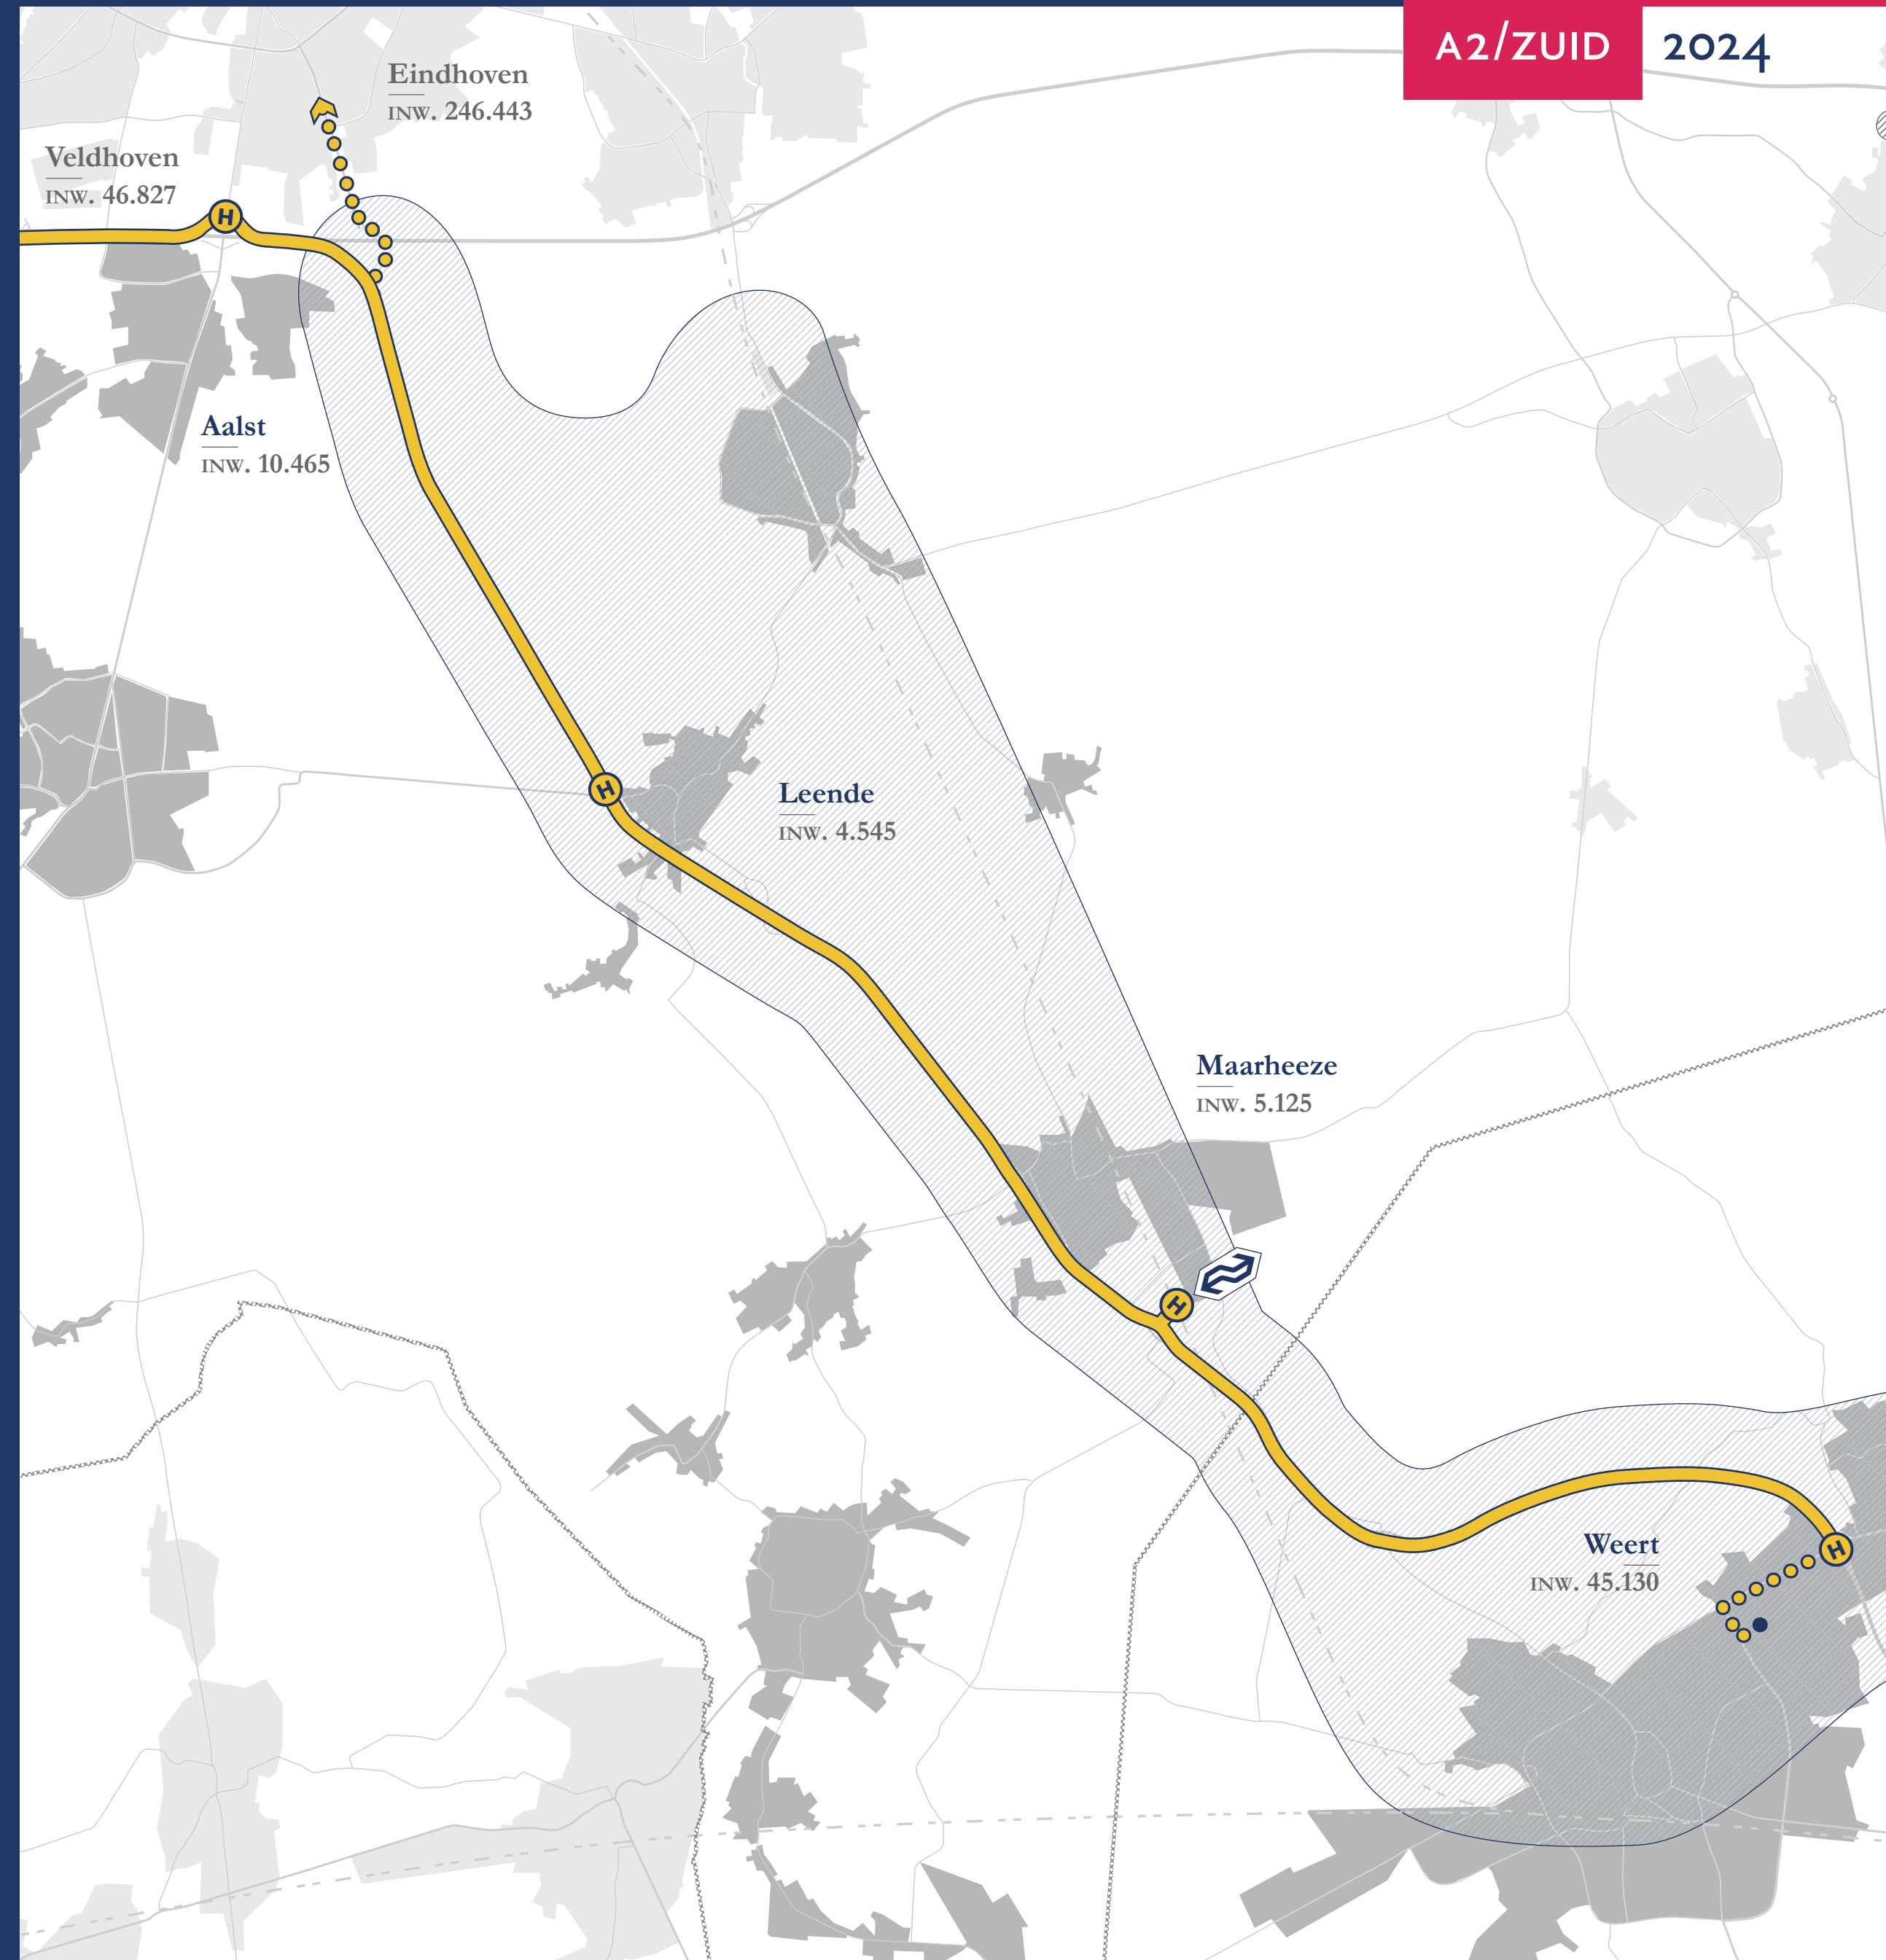 A2/ZUID 2024
Eindhoven
INW. 246.443
Veldhoven
INW. 46.827
H
Aalst
INW. 10.465
H
Leende
INW. 4.545
Maarheeze
INW. 5.125
H
Weert
INW. 45.130
H